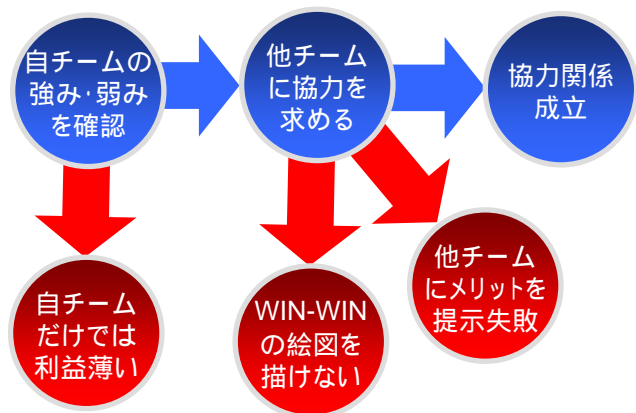 自チームの
強み･弱み
を確認
他チーム
に協力を
求める
協力関係
成立
自チーム
だけでは
利益薄い
WIN-WIN
の絵図を
描けない
他チーム
にメリットを
提示失敗